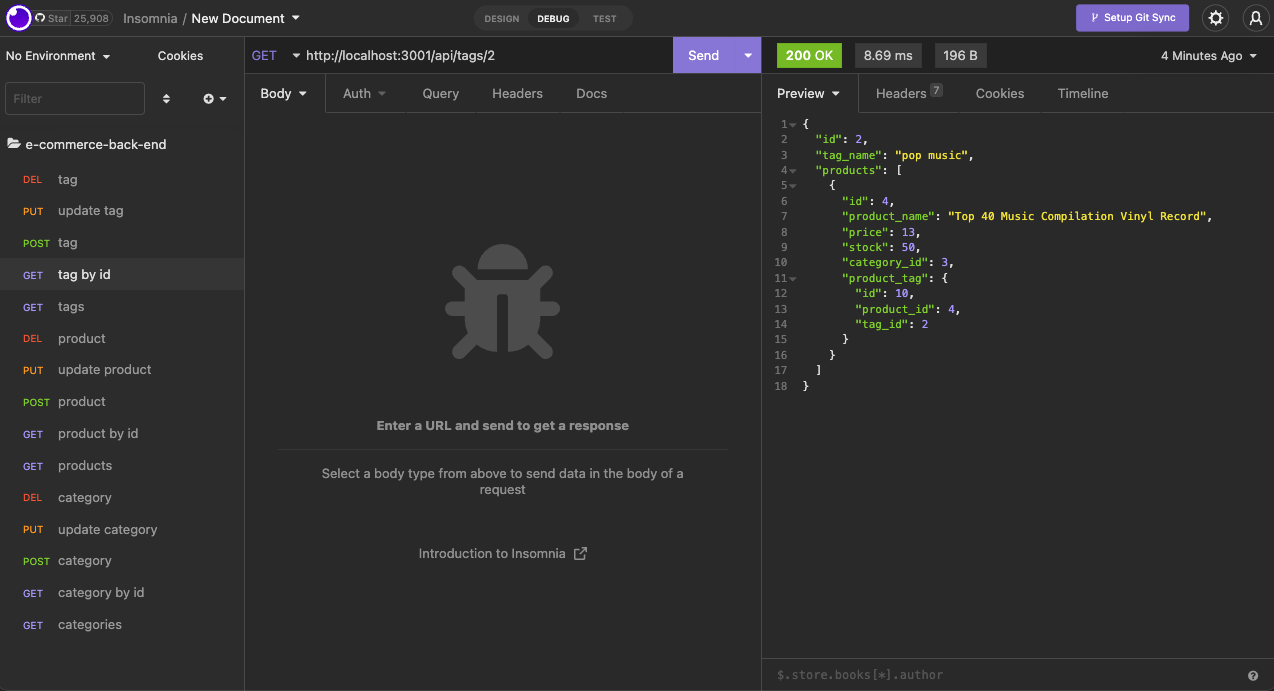 Star 25,908 Insomnia / New Document DESIGN DEBUG TEST Setup Git Sync
No Environment Cookies
GET http://localhost:3001/api/tags/2 Send
200 OK 8.69 ms 196 B 4 Minutes Ago
Filter
Body Auth Query Headers Docs
Preview Headers 7 Cookies Timeline
e-commerce-back-end
DEL tag
PUT update tag
POST tag
GET tag by id
GET tags
DEL product
PUT update product
POST product
GET product by id
GET products
DEL category
PUT update category
POST category
GET category by id
GET categories
Enter a URL and send to get a response
Select a body type from above to send data in the body of a
request
Introduction to Insomnia
1 {
2 "id": 2,
3 "tag_name": "pop music",
4 "products": [
5 {
6 "id": 4,
7 "product_name": "Top 40 Music Compilation Vinyl Record",
8 "price": 13,
9 "stock": 50,
10 "category_id": 3,
11 "product_tag": {
12 "id": 10,
13 "product_id": 4,
14 "tag_id": 2
15 }
16 }
17 ]
18 }
$.store.books[*].author